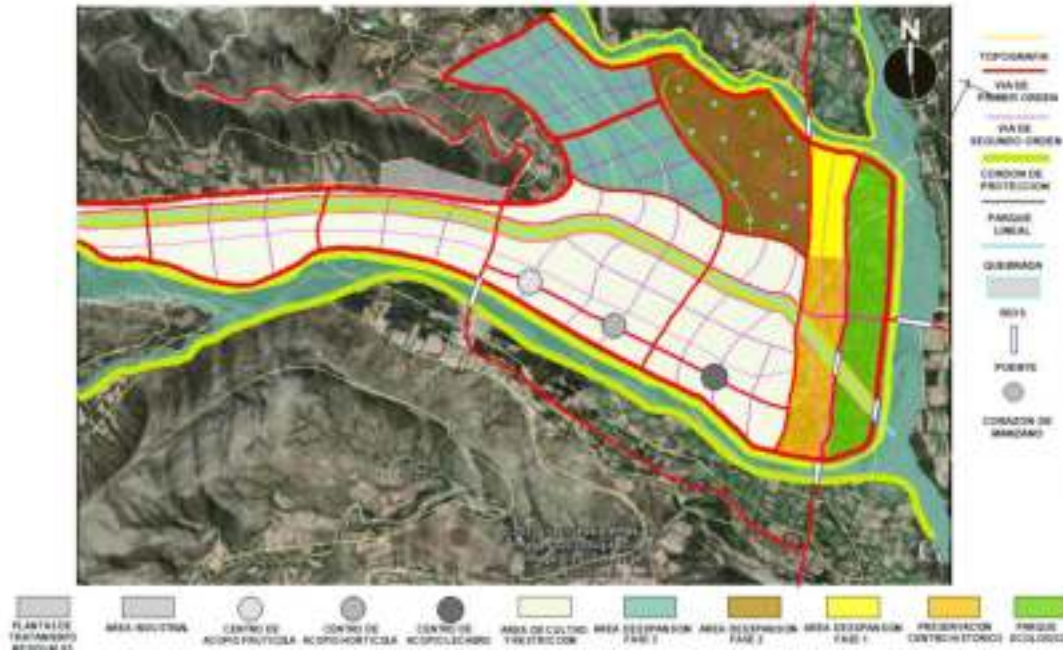 N
TOPOGRAFIA
VIA DE
PRIMER ORDEN
VIA DE
SEGUNDO ORDEN
CORDON DE
PROTECCION
PARQUE
LINEAL
QUEBRADA
RIOS
PUENTE
CORAZON DE
MANZANO
PLANTAS DE
TRATAMIENTO
RESIDUALES
AREA INDUSTRIAL
CENTRO DE
ACOPIO FRUTICOLA
CENTRO DE
ACOPIO HORTICOLA
CENTRO DE
ACOPIO LECHERO
AREA DE CULTIVO
Y RESTRICCION
AREA DE EXPANSION
FASE 3
AREA DE EXPANSION
FASE 2
AREA DE EXPANSION
FASE 1
PRESERVACION
CENTRO HISTORICO
PARQUE
ECOLOGICO